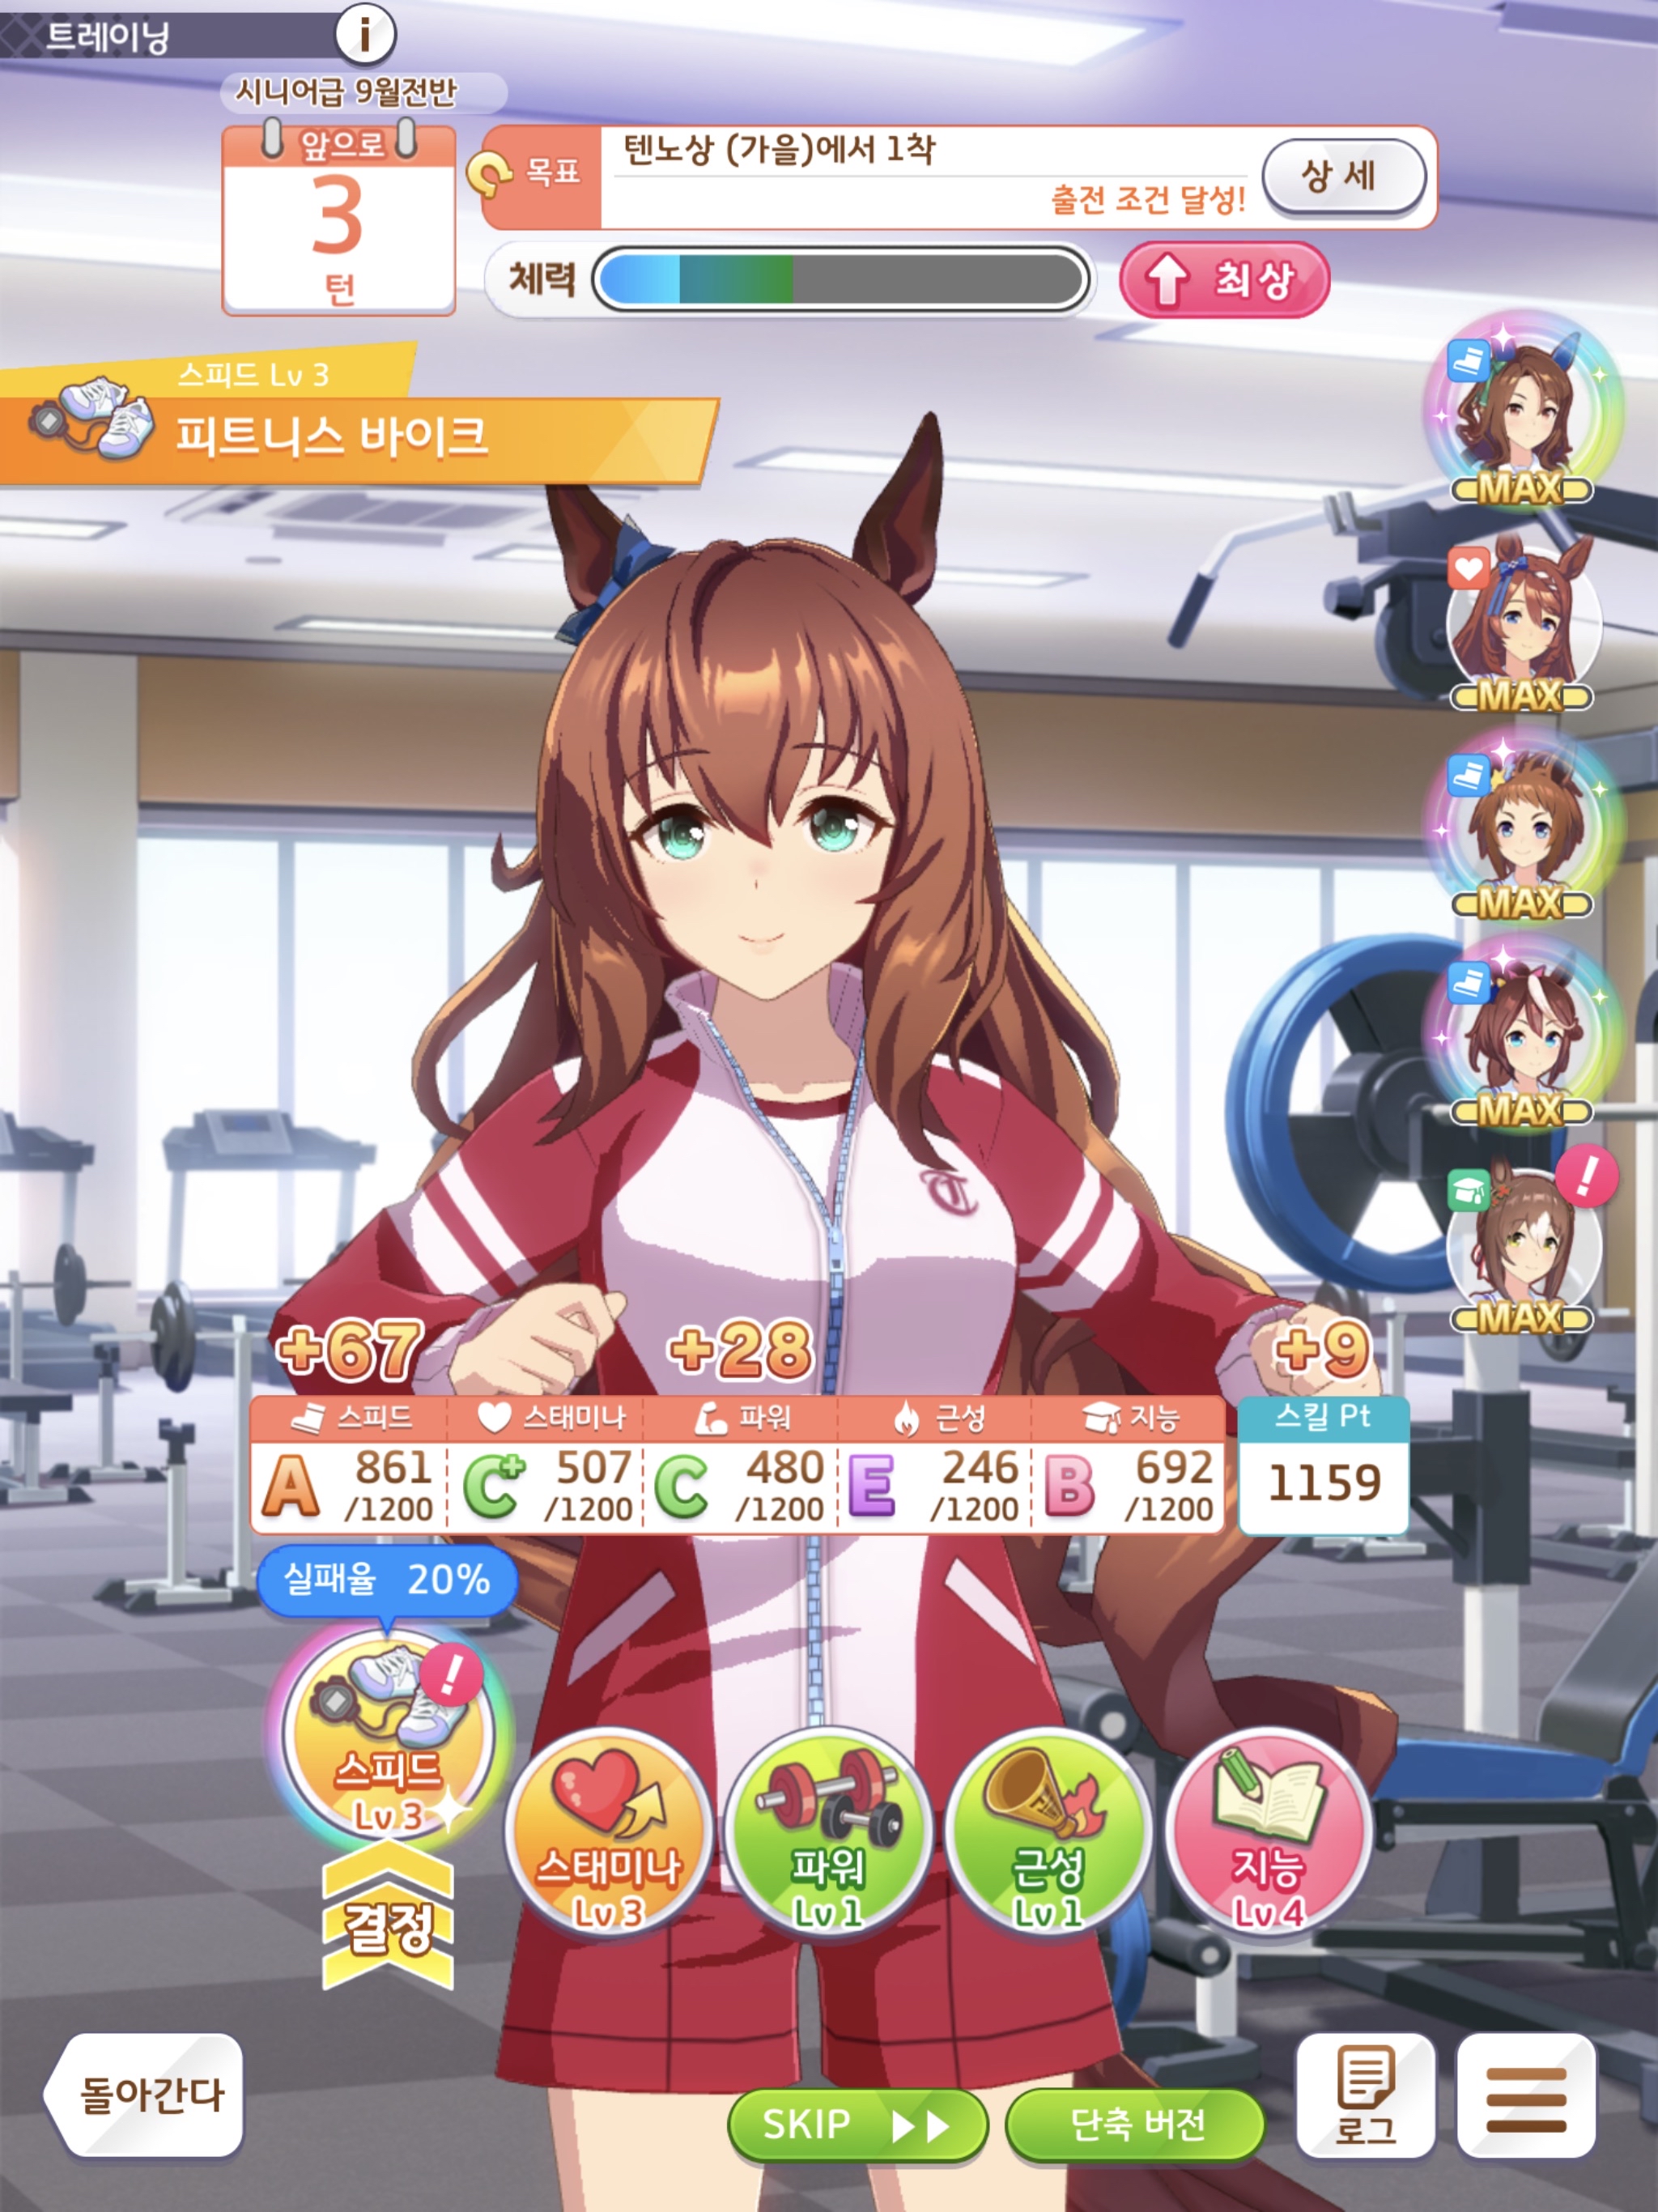 트레이닝
i
시니어급 9월전반
앞으로
3
턴
목표
텐노상 (가을)에서 1착
출전 조건 달성!
상세
체력
최상
스피드 Lv 3
피트니스 바이크
MAX
MAX
MAX
MAX
!
MAX
+67 +28 +9
스피드 스태미나 파워 근성 지능 스킬 Pt
A 861 C+ 507 C 480 E 246 B 692 1159
/1200 /1200 /1200 /1200 /1200
실패율 20%
!
스피드 Lv 3
스태미나 Lv 3
파워 Lv 1
근성 Lv 1
지능 Lv 4
결정
돌아간다
SKIP
단축 버전
로그